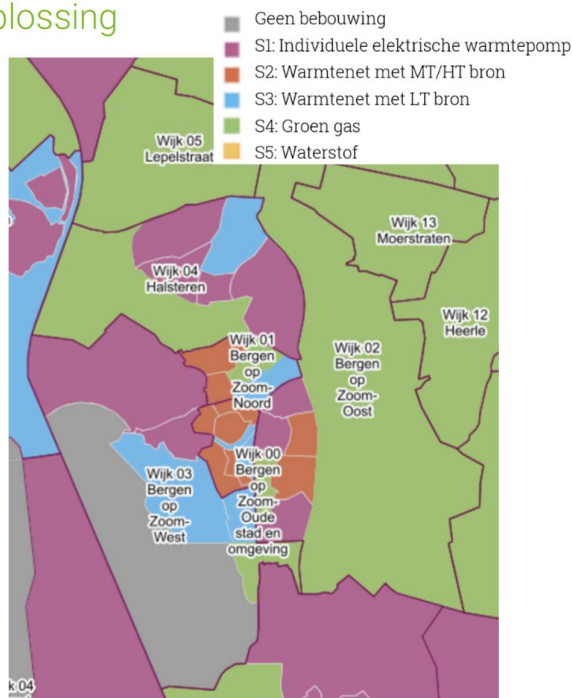 plossing
Geen bebouwing
S1: Individuele elektrische warmtepomp
S2: Warmtenet met MT/HT bron
S3: Warmtenet met LT bron
S4: Groen gas
S5: Waterstof
Wijk 05
Lepelstraat
Wijk 13
Moerstraten
Wijk 04
Halsteren
Wijk 12
Heerle
Wijk 01
Bergen
op
Zoom-
Noord
Wijk 02
Bergen
op
Zoom-
Oost
Wijk 00
Bergen
op
Zoom-
Oude
stad en
omgeving
Wijk 03
Bergen
op
Zoom-
West
k 04